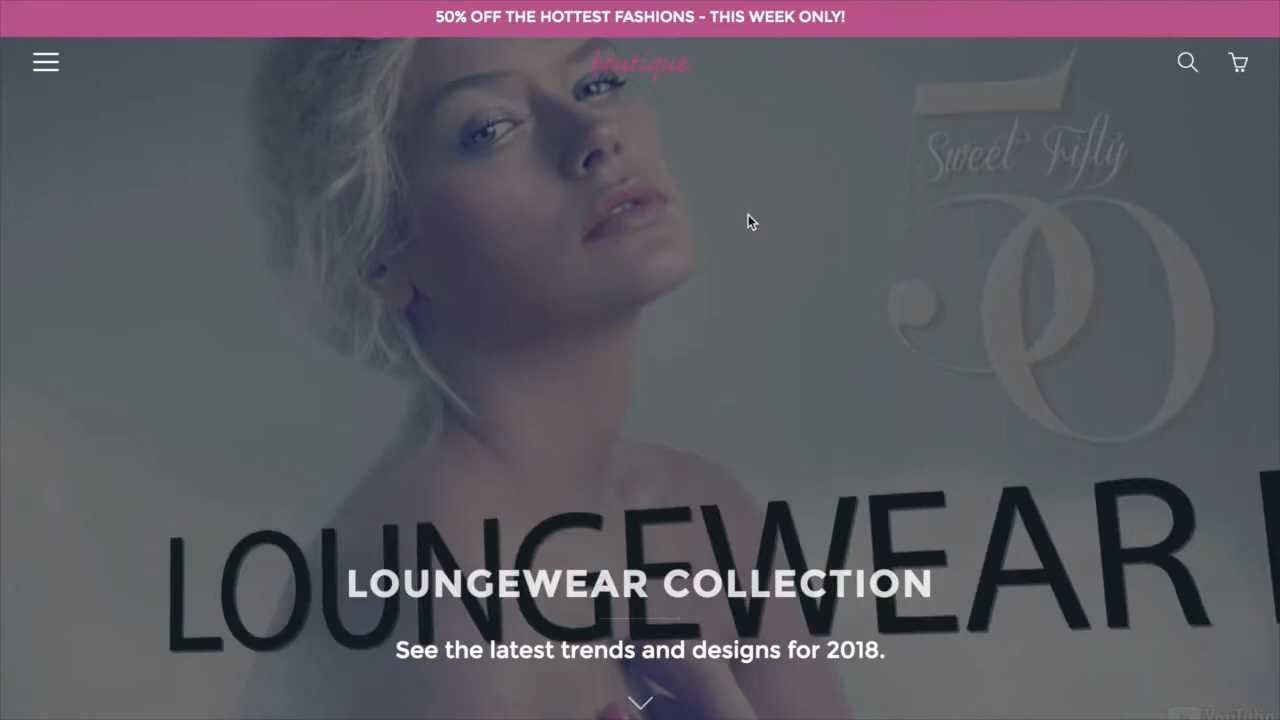 50% OFF THE HOTTEST FASHIONS - THIS WEEK ONLY!
boutique
Sweet Fifty
50
LOUNGEWEAR
LOUNGEWEAR COLLECTION
See the latest trends and designs for 2018.
YouTube